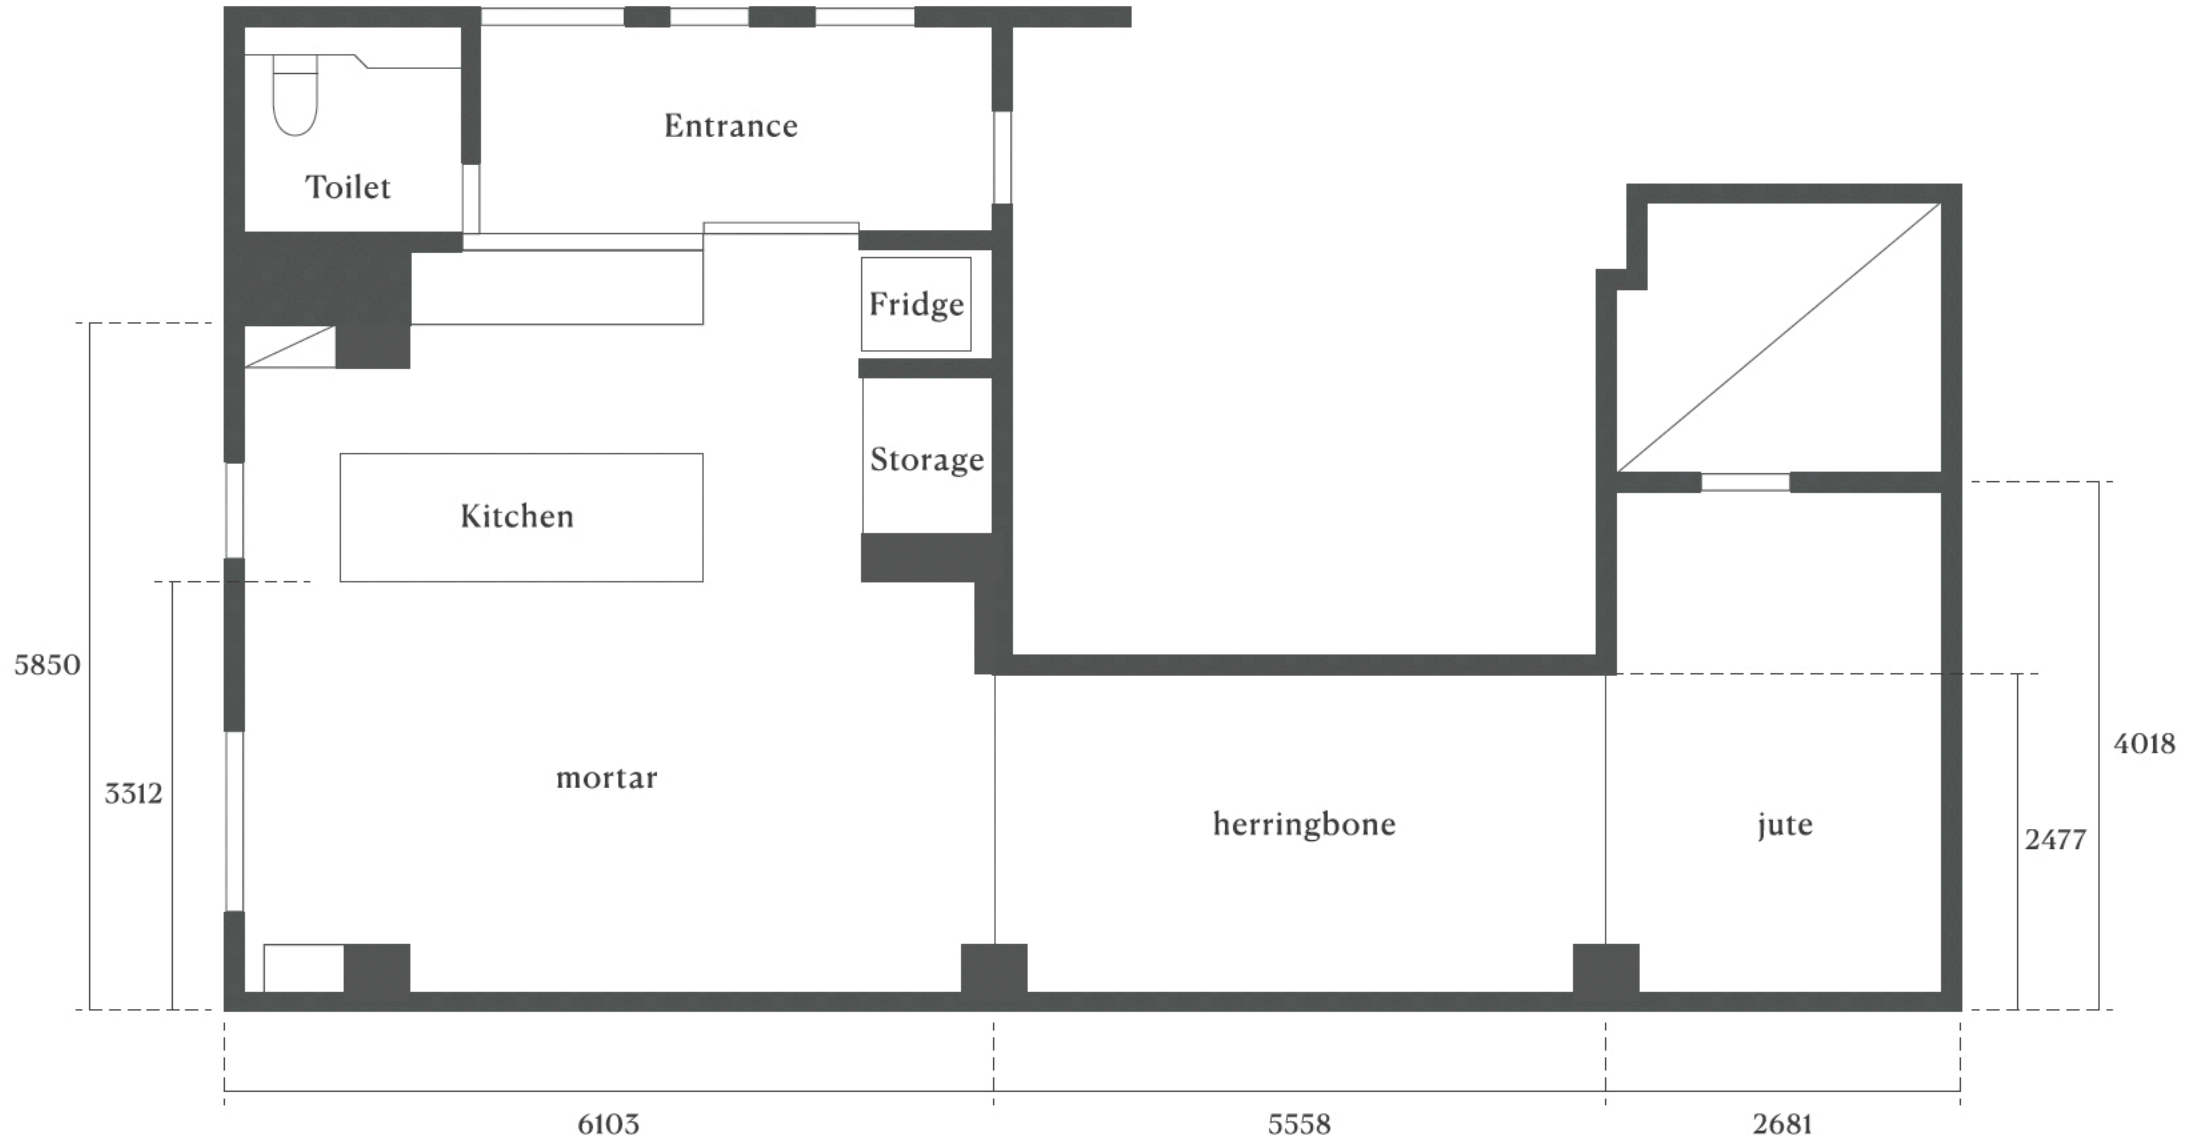 Entrance
Toilet
Fridge
Storage
Kitchen
5850
4018
mortar
3312
herringbone
jute
2477
6103
5558
2681